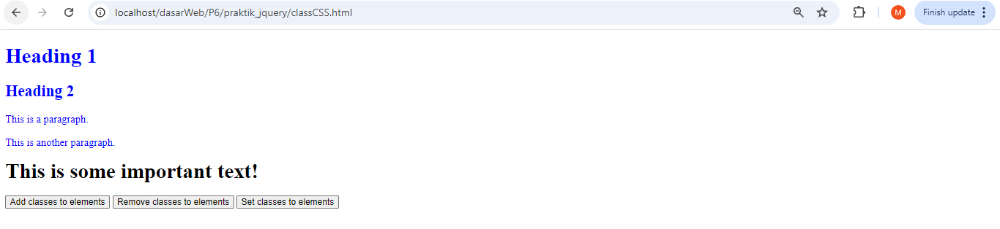 localhost/dasarWeb/P6/praktik_jquery/classCSS.html M Finish update
Heading 1
Heading 2
This is a paragraph.
This is another paragraph.
This is some important text!
Add classes to elements Remove classes to elements Set classes to elements